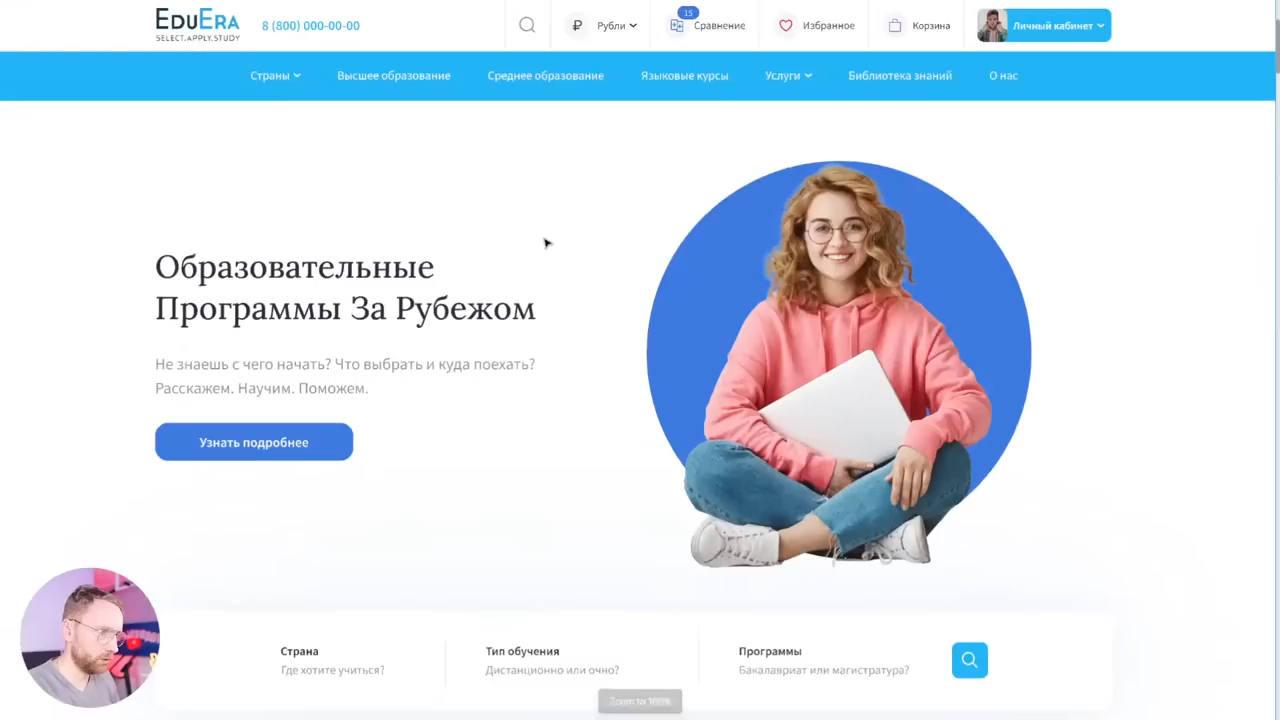 EDUERA
SELECT.APPLY.STUDY
8 (800) 000-00-00
₽ Рубли
15
Сравнение
Избранное
Корзина
Личный кабинет
Страны
Высшее образование
Среднее образование
Языковые курсы
Услуги
Библиотека знаний
О нас
Образовательные
Программы За Рубежом
Не знаешь с чего начать? Что выбрать и куда поехать?
Расскажем. Научим. Поможем.
Узнать подробнее
Страна
Где хотите учиться?
Тип обучения
Дистанционно или очно?
Программы
Бакалавриат или магистратура?
Zoom to 100%